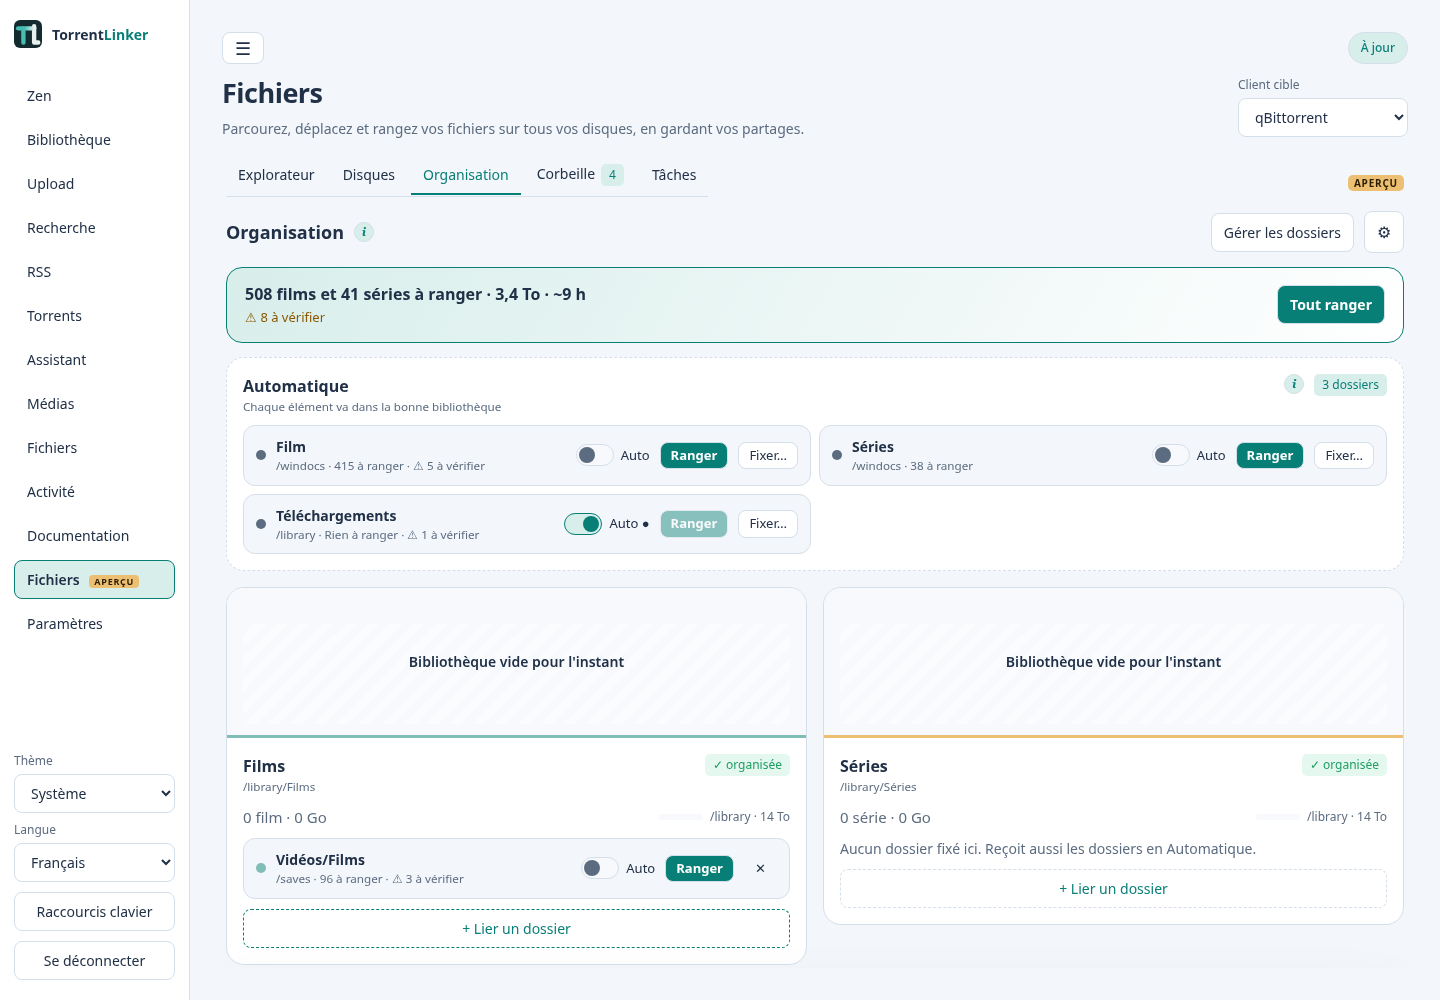 TorrentLinker
Zen
Bibliothèque
Upload
Recherche
RSS
Torrents
Assistant
Médias
Fichiers
Activité
Documentation
Fichiers APERÇU
Paramètres
Thème
Système
Langue
Français
Raccourcis clavier
Se déconnecter
☰
À jour
Fichiers
Parcourez, déplacez et rangez vos fichiers sur tous vos disques, en gardant vos partages.
Client cible
qBittorrent
Explorateur Disques Organisation Corbeille 4 Tâches
APERÇU
Organisation i
Gérer les dossiers ⚙
508 films et 41 séries à ranger · 3,4 To · ~9 h
⚠ 8 à vérifier
Tout ranger
Automatique
Chaque élément va dans la bonne bibliothèque
i 3 dossiers
Film
/windocs · 415 à ranger · ⚠ 5 à vérifier
Auto Ranger Fixer...
Séries
/windocs · 38 à ranger
Auto Ranger Fixer...
Téléchargements
/library · Rien à ranger · ⚠ 1 à vérifier
Auto ● Ranger Fixer...
Bibliothèque vide pour l'instant
Films
✓ organisée
/library/Films
0 film · 0 Go
/library · 14 To
Vidéos/Films
/saves · 96 à ranger · ⚠ 3 à vérifier
Auto Ranger ✕
+ Lier un dossier
Bibliothèque vide pour l'instant
Séries
✓ organisée
/library/Séries
0 série · 0 Go
/library · 14 To
Aucun dossier fixé ici. Reçoit aussi les dossiers en Automatique.
+ Lier un dossier